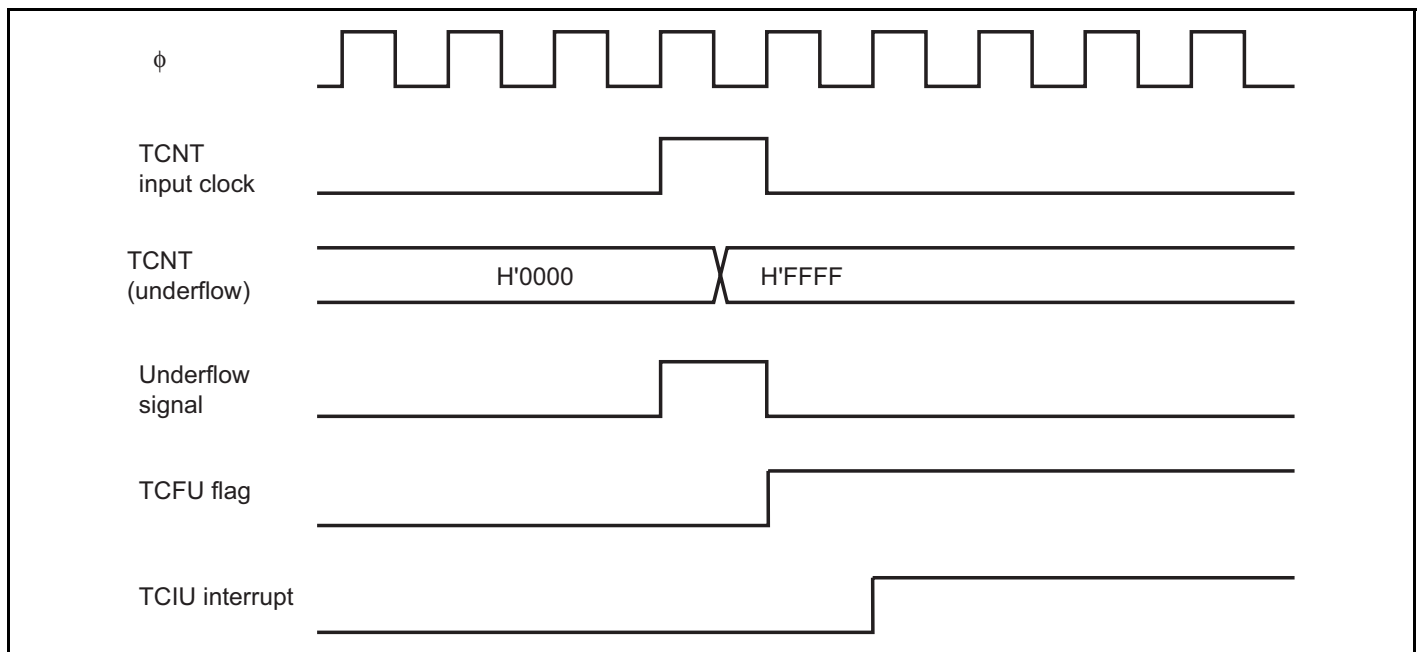 ϕ
TCNT
input clock
TCNT
(underflow)
H'0000
H'FFFF
Underflow
signal
TCFU flag
TCIU interrupt